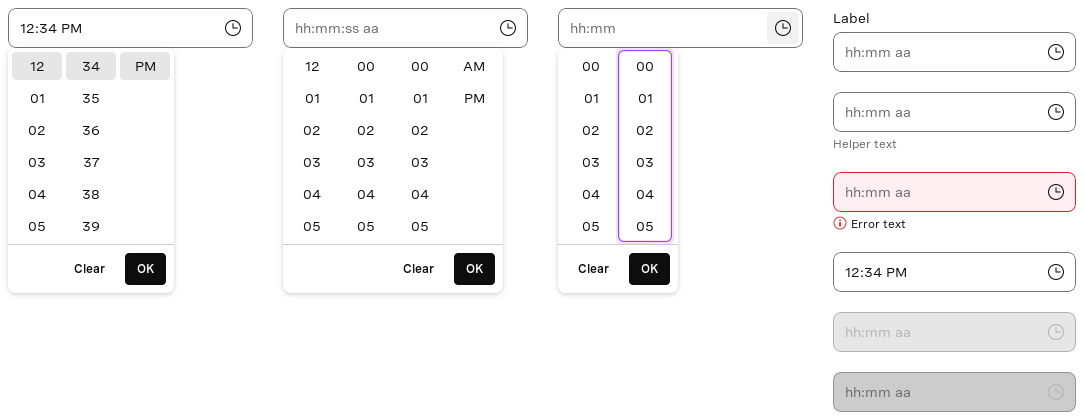 12:34 PM
12 34 PM
01 35
02 36
03 37
04 38
05 39
Clear OK
hh:mm:ss aa
12 00 00 AM
01 01 01 PM
02 02 02
03 03 03
04 04 04
05 05 05
Clear OK
hh:mm
00 00
01 01
02 02
03 03
04 04
05 05
Clear OK
Label
hh:mm aa
hh:mm aa
Helper text
hh:mm aa
Error text
12:34 PM
hh:mm aa
hh:mm aa